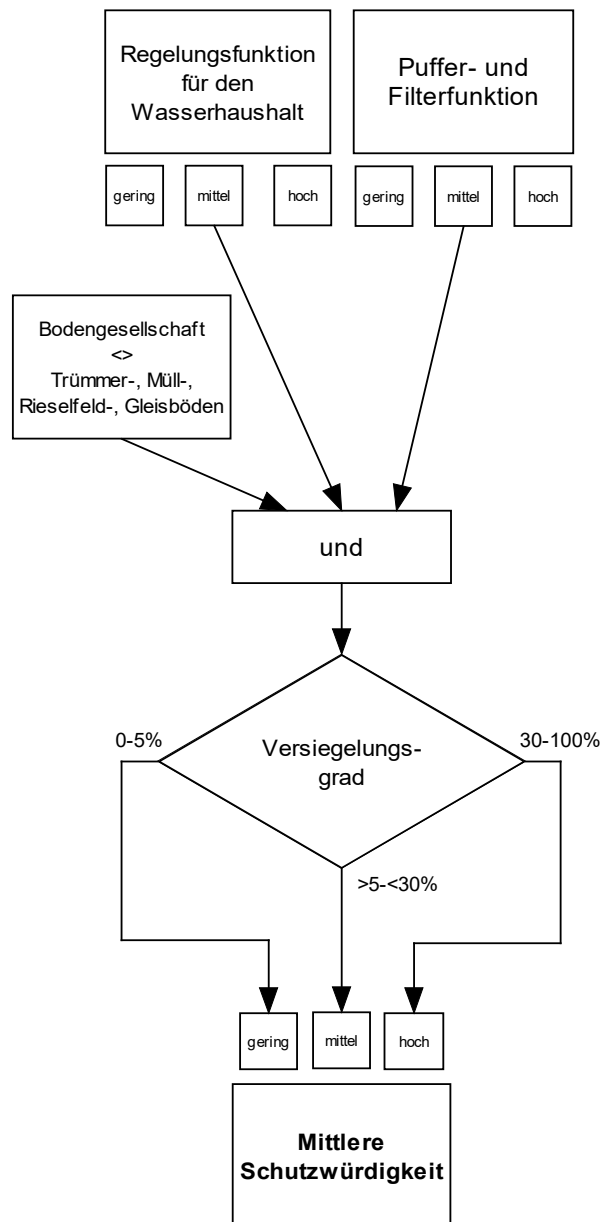 Regelungsfunktion
für den
Wasserhaushalt
Puffer- und
Filterfunktion
gering
mittel
hoch
gering
mittel
hoch
Bodengesellschaft
<>
Trümmer-, Müll-,
Rieselfeld-, Gleisböden
und
0-5%
Versiegelungs-
grad
30-100%
>5-<30%
gering
mittel
hoch
Mittlere
Schutzwürdigkeit